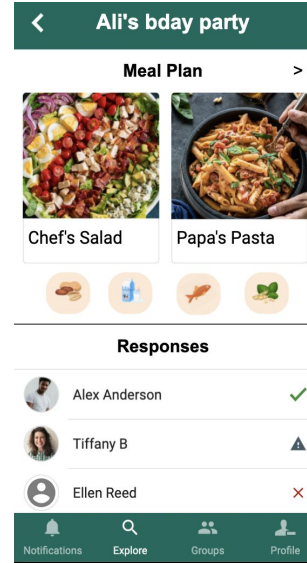 Ali's bday party
Meal Plan >
Chef's Salad
Papa's Pasta
Responses
Alex Anderson
Tiffany B
Ellen Reed
Notifications
Explore
Groups
Profile